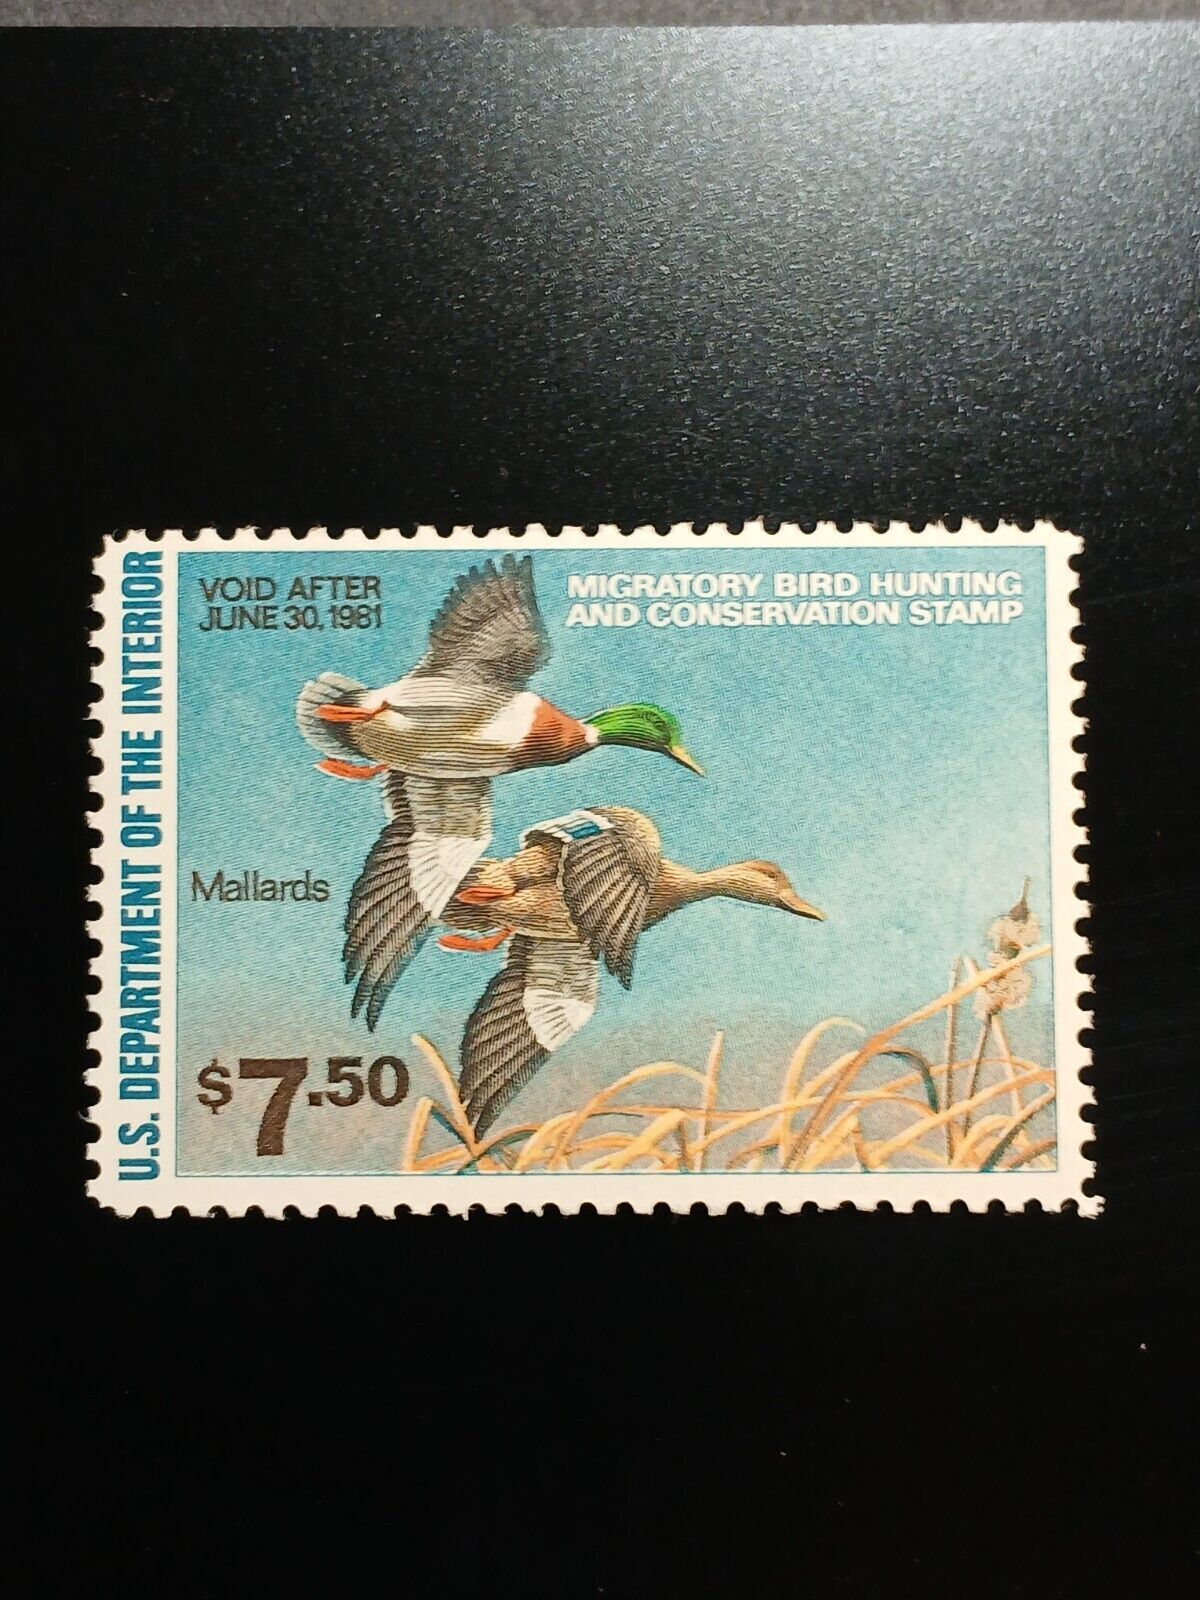 U.S. DEPARTMENT OF THE INTERIOR
VOID AFTER
JUNE 30, 1981
MIGRATORY BIRD HUNTING
AND CONSERVATION STAMP
Mallards
$7.50